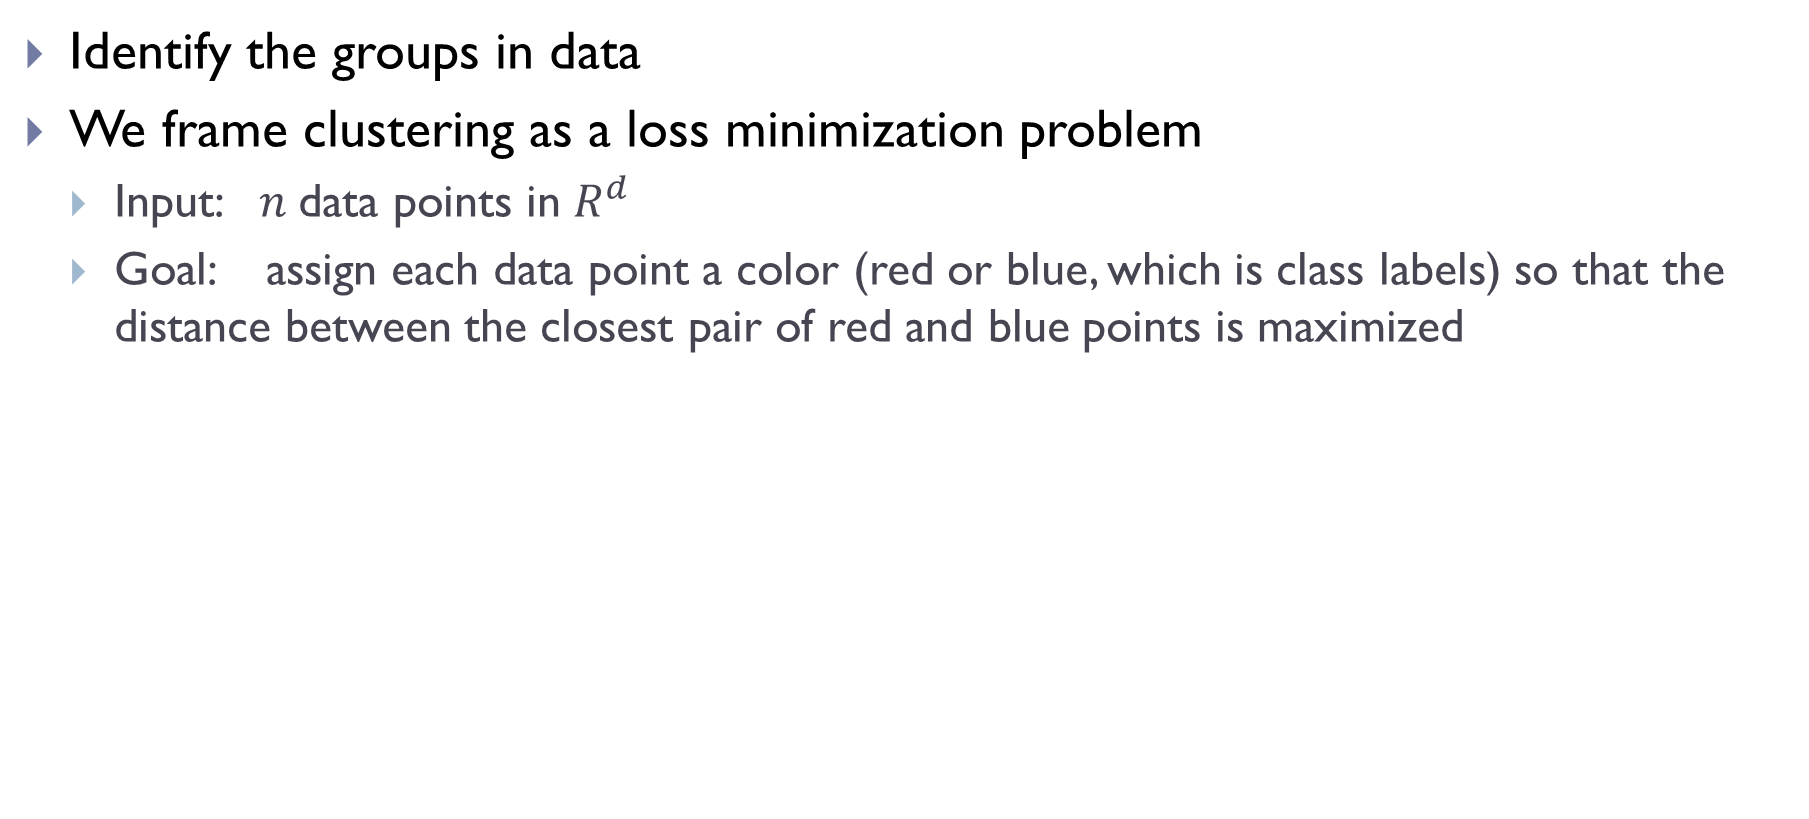 Identify the groups in data
We frame clustering as a loss minimization problem
Input: n data points in R^d
Goal: assign each data point a color (red or blue, which is class labels) so that the
distance between the closest pair of red and blue points is maximized